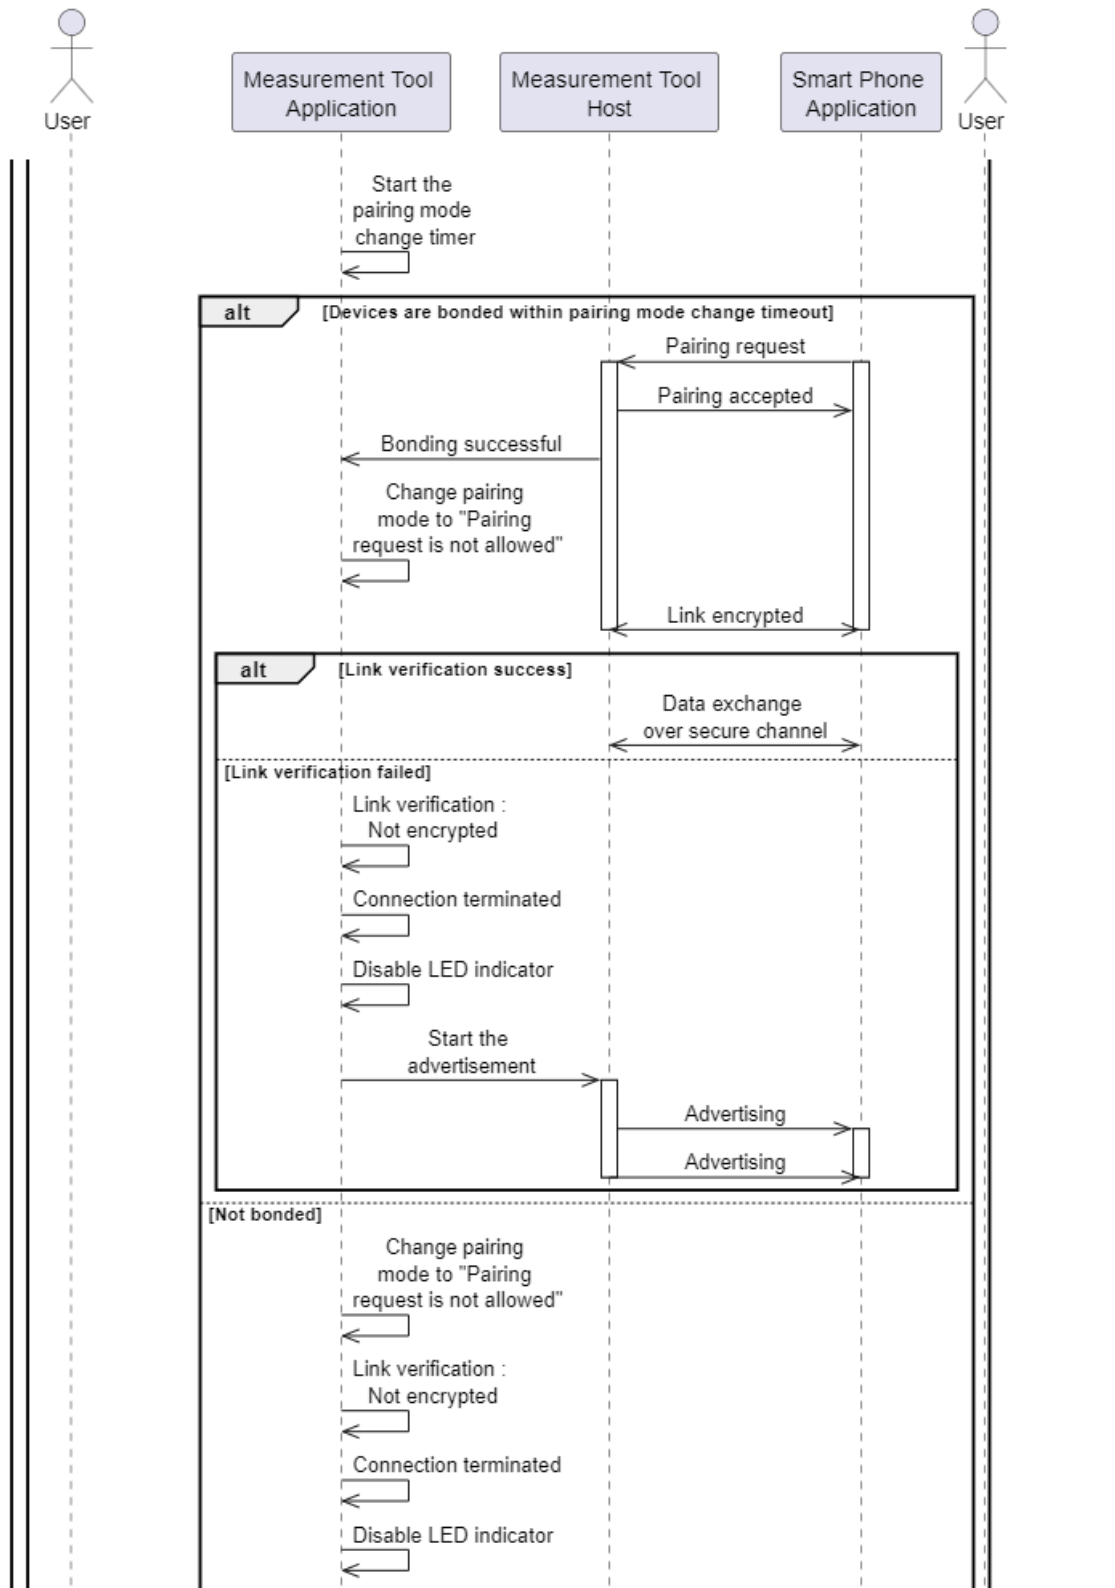 User
Measurement Tool
Application
Measurement Tool
Host
Smart Phone
Application
User
Start the
pairing mode
change timer
alt
[Devices are bonded within pairing mode change timeout]
Pairing request
Pairing accepted
Bonding successful
Change pairing
mode to "Pairing
request is not allowed"
Link encrypted
alt
[Link verification success]
Data exchange
over secure channel
[Link verification failed]
Link verification :
Not encrypted
Connection terminated
Disable LED indicator
Start the
advertisement
Advertising
Advertising
[Not bonded]
Change pairing
mode to "Pairing
request is not allowed"
Link verification :
Not encrypted
Connection terminated
Disable LED indicator